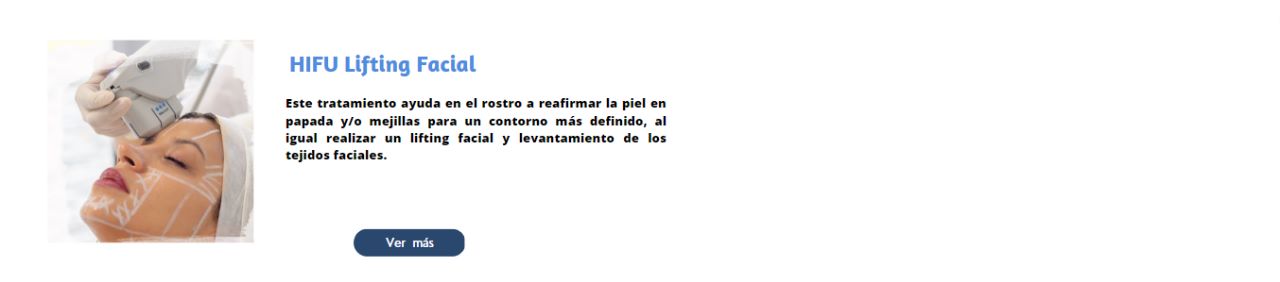 HIFU Lifting Facial
Este tratamiento ayuda en el rostro a reafirmar la piel en
papada y/o mejillas para un contorno más definido, al
igual realizar un lifting facial y levantamiento de los
tejidos faciales.
Ver más